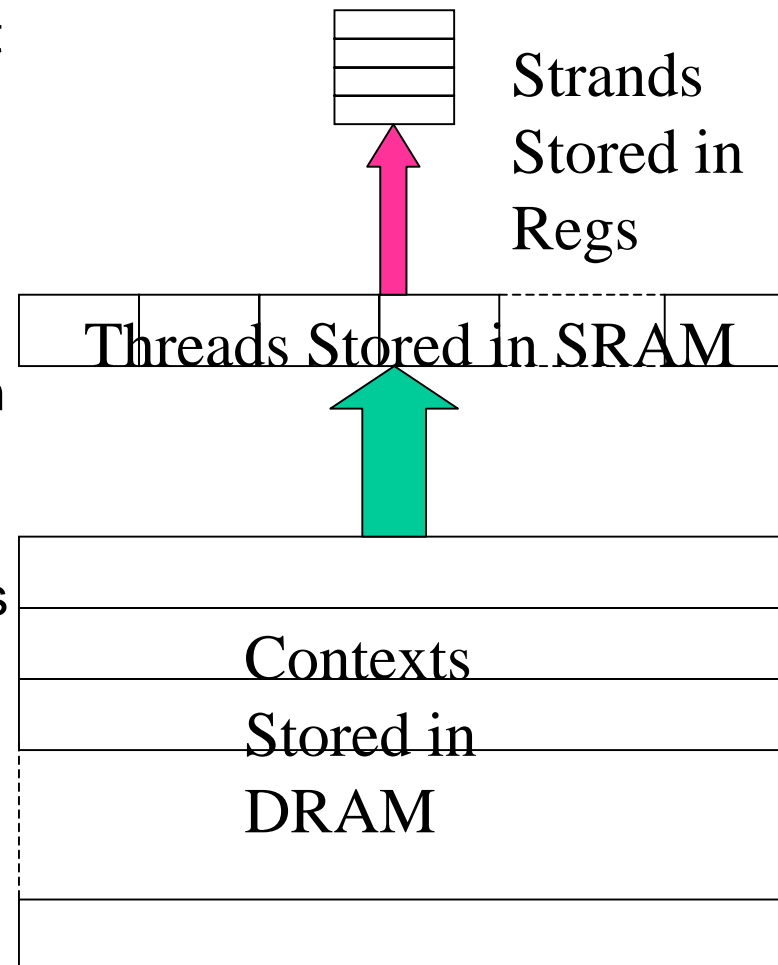 Strands
Stored in
Regs
Threads Stored in SRAM
Contexts
Stored in
DRAM